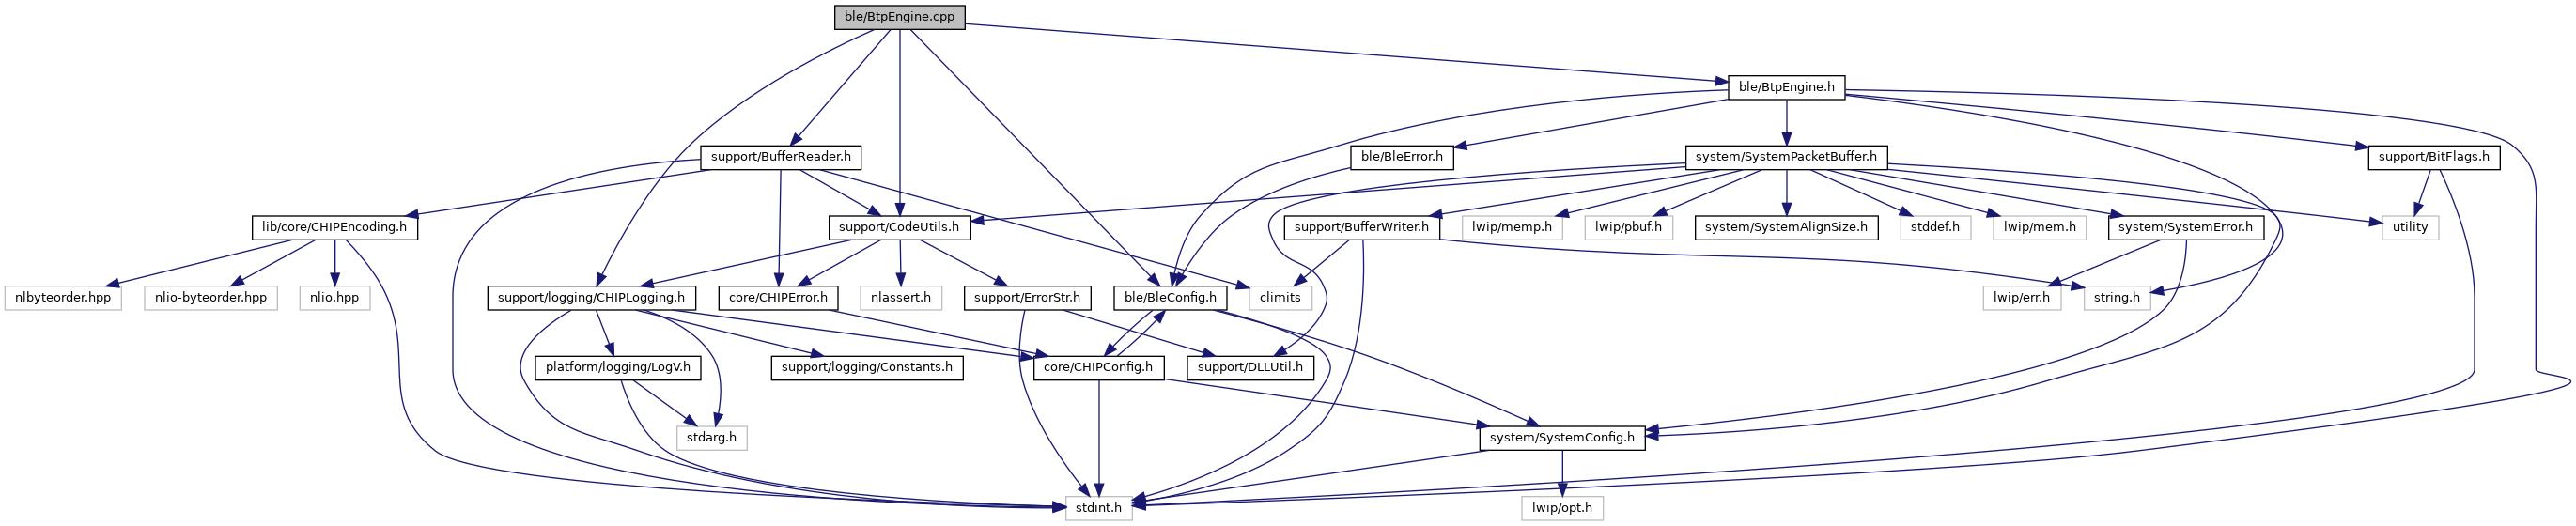 ble/BtpEngine.cpp
ble/BtpEngine.h
support/BufferReader.h
ble/BleError.h
system/SystemPacketBuffer.h
support/BitFlags.h
lib/core/CHIPEncoding.h
support/CodeUtils.h
support/BufferWriter.h
lwip/memp.h
lwip/pbuf.h
system/SystemAlignSize.h
stddef.h
lwip/mem.h
system/SystemError.h
utility
nlbyteorder.hpp
nlio-byteorder.hpp
nlio.hpp
support/logging/CHIPLogging.h
core/CHIPError.h
nlassert.h
support/ErrorStr.h
ble/BleConfig.h
climits
lwip/err.h
string.h
platform/logging/LogV.h
support/logging/Constants.h
core/CHIPConfig.h
support/DLLUtil.h
stdarg.h
system/SystemConfig.h
stdint.h
lwip/opt.h